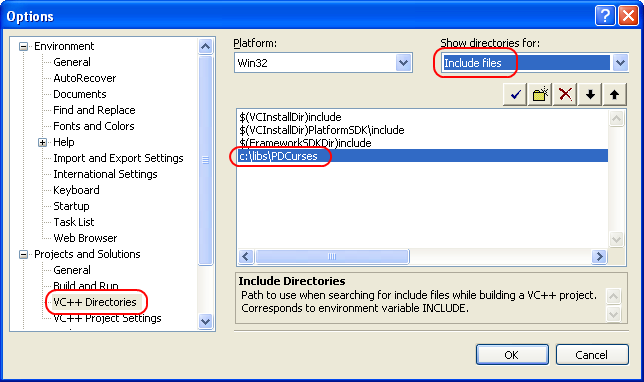 Options
Environment
General
AutoRecover
Documents
Find and Replace
Fonts and Colors
Help
Import and Export Settings
International Settings
Keyboard
Startup
Task List
Web Browser
Projects and Solutions
General
Build and Run
VC++ Directories
VC++ Project Settings
Platform:
Win32
Show directories for:
Include files
$(VCInstallDir)include
$(VCInstallDir)PlatformSDK\include
$(FrameworkSDKDir)include
c:\libs\PDCurses
Include Directories
Path to use when searching for include files while building a VC++ project.
Corresponds to environment variable INCLUDE.
OK
Cancel